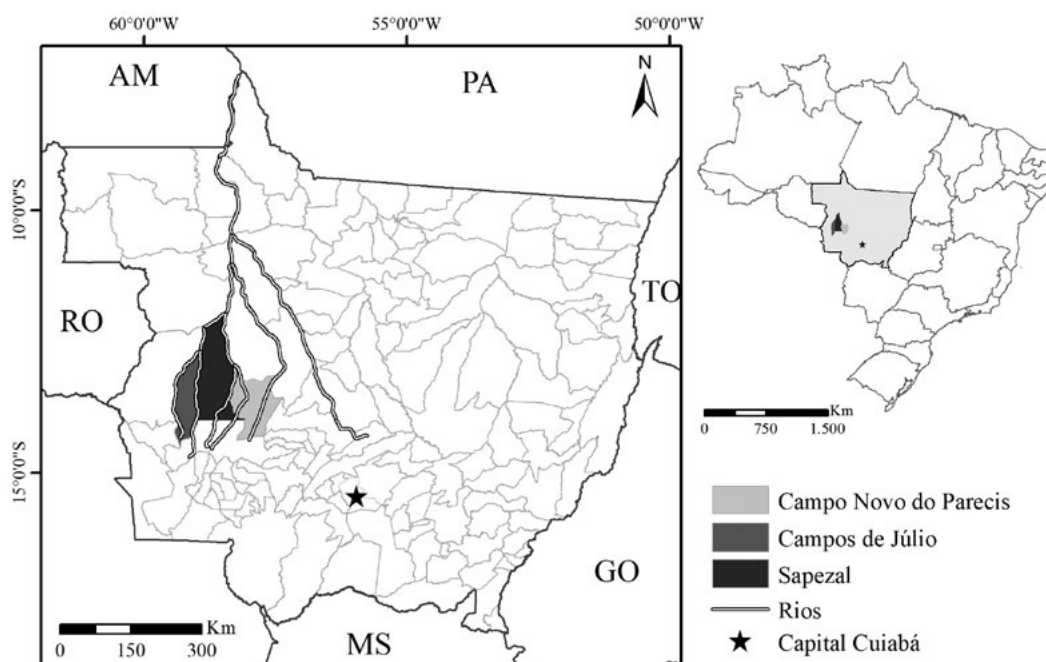 60°0'0"W
55°0'0"W
50°0'0"W
AM
PA
N
10°0'0"S
RO
TO
15°0'0"S
GO
MS
Km
0 150 300
Km
0 750 1.500
Campo Novo do Parecis
Campos de Júlio
Sapezal
Rios
Capital Cuiabá